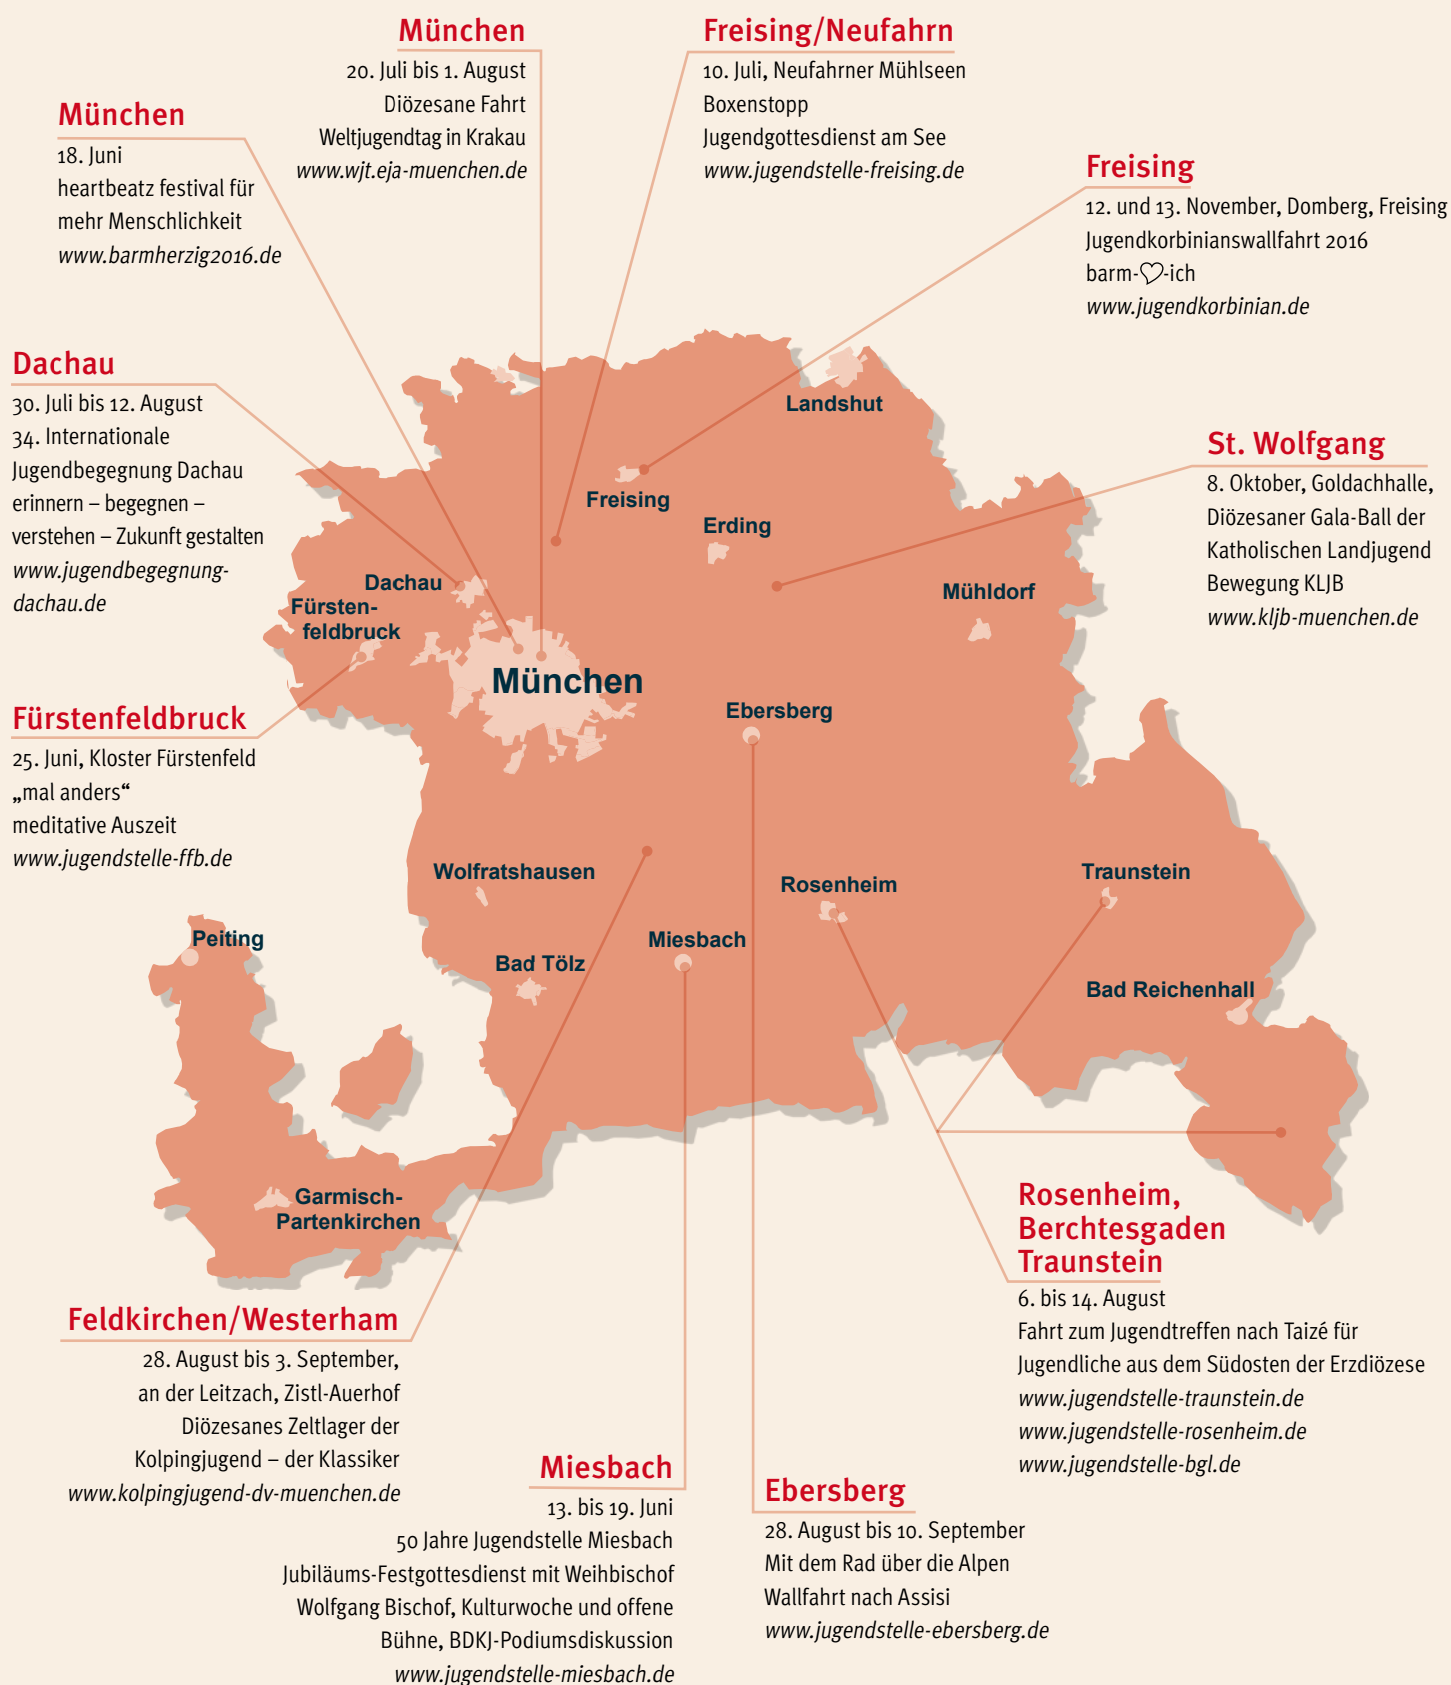 München
20. Juli bis 1. August
Diözesane Fahrt
Weltjugendtag in Krakau
www.wjt.eja-muenchen.de
Freising/Neufahrn
10. Juli, Neufahrner Mühlseen
Boxenstopp
Jugendgottesdienst am See
www.jugendstelle-freising.de
München
18. Juni
heartbeatz festival für
mehr Menschlichkeit
www.barmherzig2016.de
Freising
12. und 13. November, Domberg, Freising
Jugendkorbinianswallfahrt 2016
barm-♡-ich
www.jugendkorbinian.de
Dachau
30. Juli bis 12. August
34. Internationale
Jugendbegegnung Dachau
erinnern – begegnen –
verstehen – Zukunft gestalten
www.jugendbegegnung-
dachau.de
St. Wolfgang
8. Oktober, Goldachhalle,
Diözesaner Gala-Ball der
Katholischen Landjugend
Bewegung KLJB
www.kljb-muenchen.de
Fürstenfeldbruck
25. Juni, Kloster Fürstenfeld
„mal anders“
meditative Auszeit
www.jugendstelle-ffb.de
Landshut
Freising
Erding
Dachau
Fürsten-
feldbruck
Mühldorf
München
Ebersberg
Wolfratshausen
Rosenheim
Traunstein
Peiting
Miesbach
Bad Tölz
Bad Reichenhall
Garmisch-
Partenkirchen
Rosenheim,
Berchtesgaden
Traunstein
6. bis 14. August
Fahrt zum Jugendtreffen nach Taizé für
Jugendliche aus dem Südosten der Erzdiözese
www.jugendstelle-traunstein.de
www.jugendstelle-rosenheim.de
www.jugendstelle-bgl.de
Feldkirchen/Westerham
28. August bis 3. September,
an der Leitzach, Zistl-Auerhof
Diözesanes Zeltlager der
Kolpingjugend – der Klassiker
www.kolpingjugend-dv-muenchen.de
Miesbach
13. bis 19. Juni
50 Jahre Jugendstelle Miesbach
Jubiläums-Festgottesdienst mit Weihbischof
Wolfgang Bischof, Kulturwoche und offene
Bühne, BDKJ-Podiumsdiskussion
www.jugendstelle-miesbach.de
Ebersberg
28. August bis 10. September
Mit dem Rad über die Alpen
Wallfahrt nach Assisi
www.jugendstelle-ebersberg.de